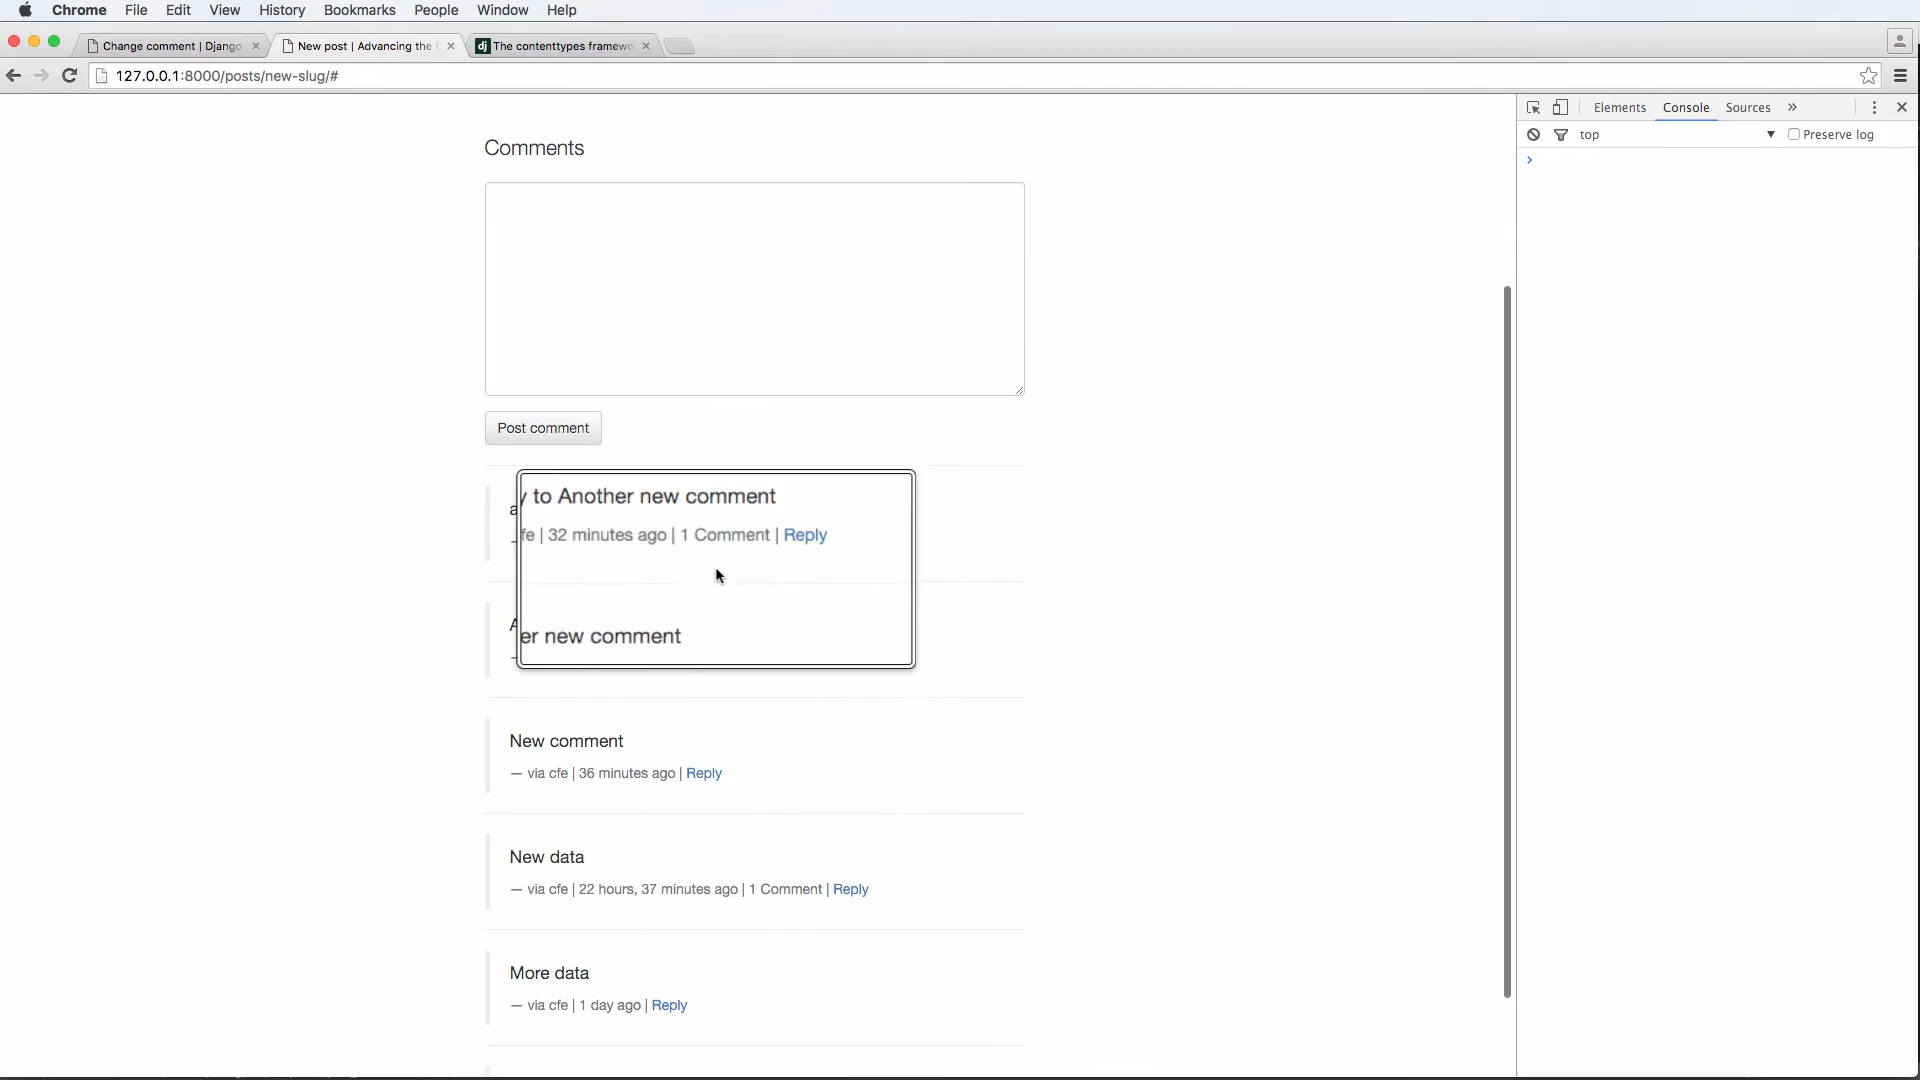 Chrome File Edit View History Bookmarks People Window Help
Change comment | Django
New post | Advancing the
dj The contenttypes framewo
127.0.0.1:8000/posts/new-slug/#
Elements Console Sources »
top Preserve log
Comments
Post comment
to Another new comment
fe | 32 minutes ago | 1 Comment | Reply
er new comment
New comment
— via cfe | 36 minutes ago | Reply
New data
— via cfe | 22 hours, 37 minutes ago | 1 Comment | Reply
More data
— via cfe | 1 day ago | Reply